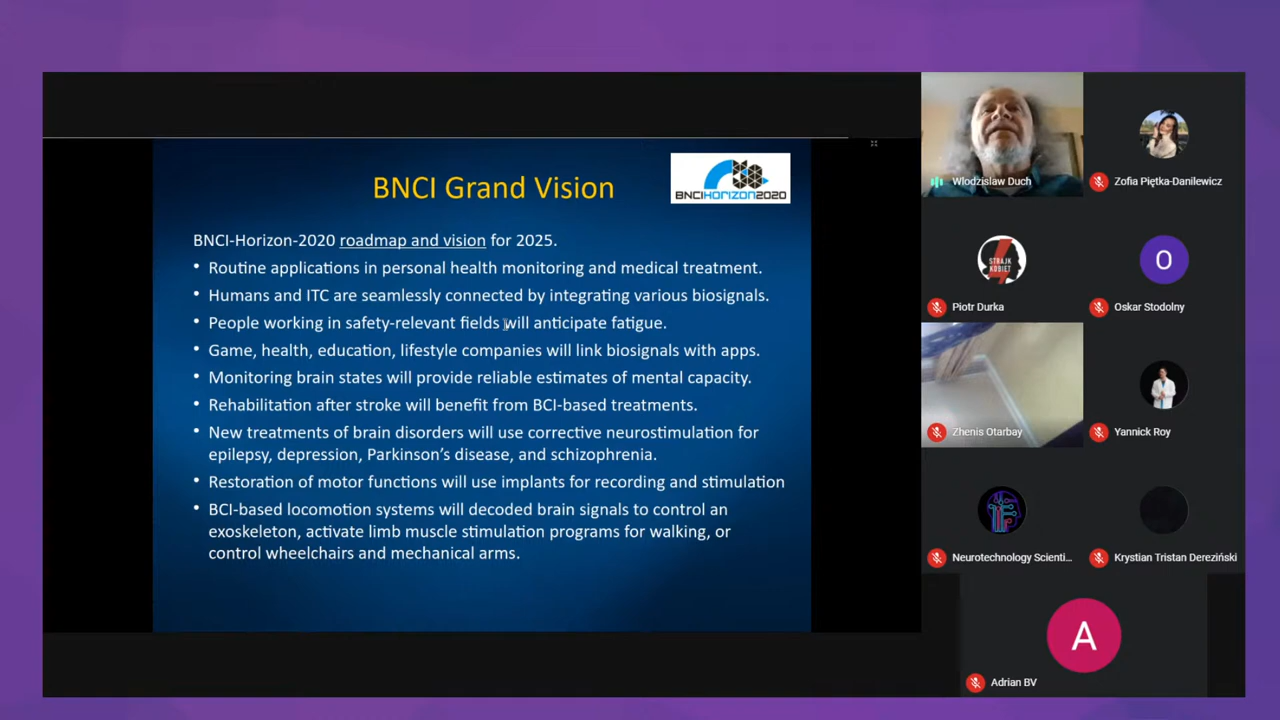 BNCI Grand Vision
BNCIHORIZON2020
BNCI-Horizon-2020 roadmap and vision for 2025.
• Routine applications in personal health monitoring and medical treatment.
• Humans and ITC are seamlessly connected by integrating various biosignals.
• People working in safety-relevant fields will anticipate fatigue.
• Game, health, education, lifestyle companies will link biosignals with apps.
• Monitoring brain states will provide reliable estimates of mental capacity.
• Rehabilitation after stroke will benefit from BCI-based treatments.
• New treatments of brain disorders will use corrective neurostimulation for
epilepsy, depression, Parkinson's disease, and schizophrenia.
• Restoration of motor functions will use implants for recording and stimulation
• BCI-based locomotion systems will decoded brain signals to control an
exoskeleton, activate limb muscle stimulation programs for walking, or
control wheelchairs and mechanical arms.
Wlodzislaw Duch
Zofia Piętka-Danilewicz
STRAJK
KOBIET
Piotr Durka
O
Oskar Stodolny
Zhenis Otarbay
Yannick Roy
Neurotechnology Scienti...
Krystian Tristan Dereziński
A
Adrian BV